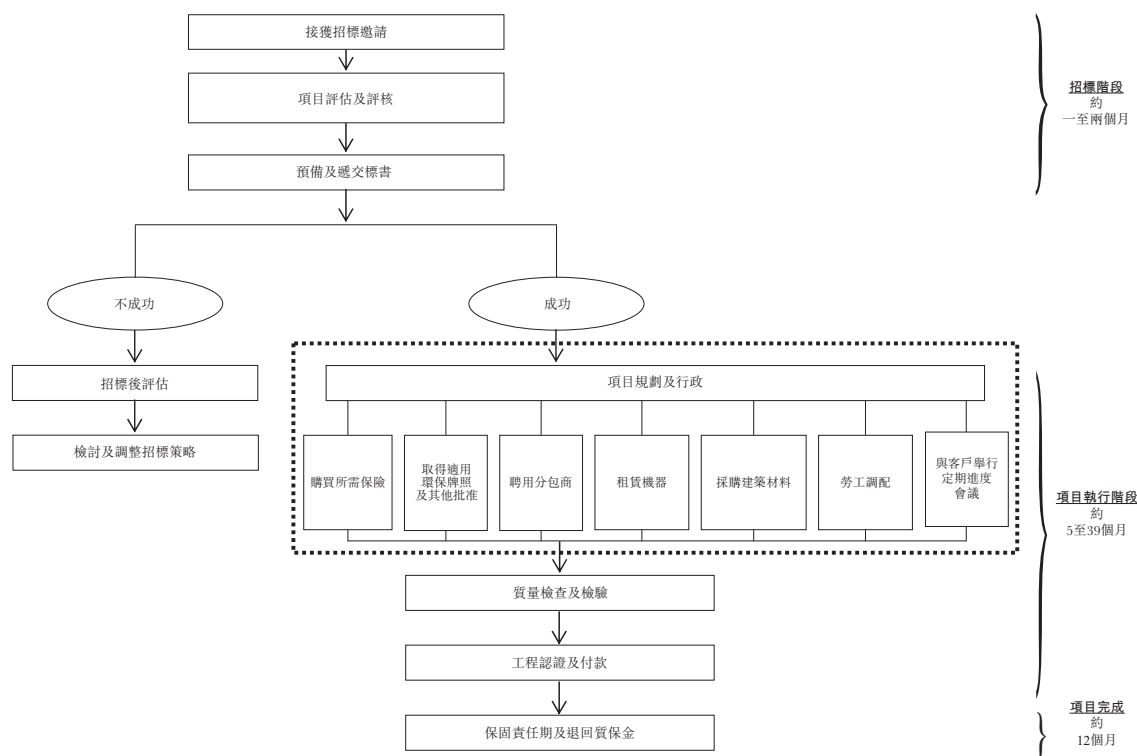 接獲招標邀請
項目評估及評核
預備及遞交標書
招標階段
約
一至兩個月
不成功
成功
招標後評估
檢討及調整招標策略
項目規劃及行政
購買所需保險
取得適用
環保牌照
及其他批准
聘用分包商
租賃機器
採購建築材料
勞工調配
與客戶舉行
定期進度
會議
項目執行階段
約
5至39個月
質量檢查及檢驗
工程認證及付款
保固責任期及退回質保金
項目完成
約
12個月